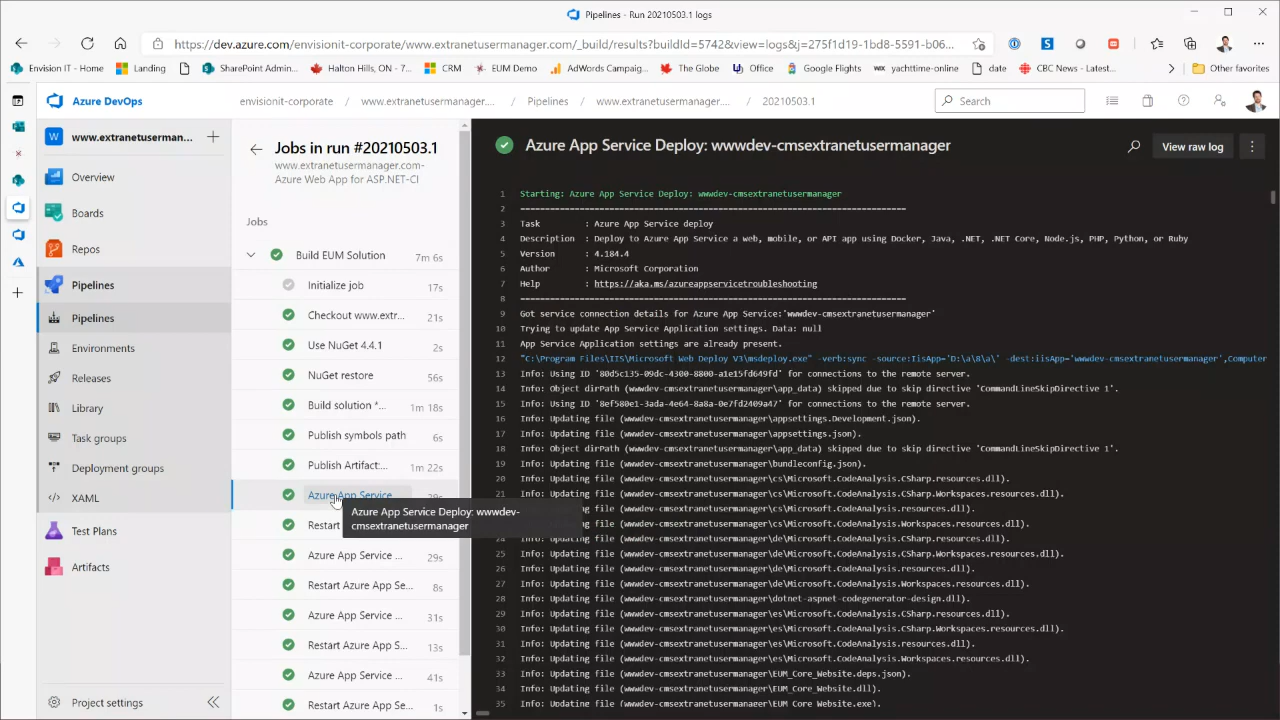 Pipelines - Run 20210503.1 logs
https://dev.azure.com/envisionit-corporate/www.extranetusermanager.com/_build/results?buildId=5742&view=logs&j=275f1d19-1bd8-5591-b06...
Envision IT - Home
Landing
SharePoint Admin...
Halton Hills, ON - 7...
CRM
EUM Demo
AdWords Campaig...
The Globe
Office
Google Flights
WIX yachttime-online
date
CBC News - Latest...
Other favorites
Azure DevOps
envisionit-corporate / www.extranetusermanager.... / Pipelines / www.extranetusermanager.... / 20210503.1
Search
W www.extranetuserman...
Overview
Boards
Repos
Pipelines
Pipelines
Environments
Releases
Library
Task groups
Deployment groups
XAML
Test Plans
Artifacts
Project settings
Jobs in run #20210503.1
www.extranetusermanager.com-
Azure Web App for ASP.NET-CI
Jobs
Build EUM Solution 7m 6s
Initialize job 17s
Checkout www.extr... 21s
Use NuGet 4.4.1 2s
NuGet restore 56s
Build solution *... 1m 18s
Publish symbols path 6s
Publish Artifact:... 1m 22s
Azure App Service
Azure App Service Deploy: wwwdev-
cmsextranetusermanager
Restart
Azure App Service ... 29s
Restart Azure App Se... 8s
Azure App Service ... 31s
Restart Azure App S... 13s
Azure App Service ... 41s
Restart Azure App Se... 1s
Azure App Service Deploy: wwwdev-cmsextranetusermanager
View raw log
1 Starting: Azure App Service Deploy: wwwdev-cmsextranetusermanager
2 ==============================================================================
3 Task : Azure App Service deploy
4 Description : Deploy to Azure App Service a web, mobile, or API app using Docker, Java, .NET, .NET Core, Node.js, PHP, Python, or Ruby
5 Version : 4.184.4
6 Author : Microsoft Corporation
7 Help : https://aka.ms/azureappservicetroubleshooting
8 ==============================================================================
9 Got service connection details for Azure App Service:'wwwdev-cmsextranetusermanager'
10 Trying to update App Service Application settings. Data: null
11 App Service Application settings are already present.
12 "C:\Program Files\IIS\Microsoft Web Deploy V3\msdeploy.exe" -verb:sync -source:IisApp='D:\a\8\a\' -dest:iisApp='wwwdev-cmsextranetusermanager',Computer
13 Info: Using ID '80d5c135-09dc-4300-8800-a1e15fd649fd' for connections to the remote server.
14 Info: Object dirPath (wwwdev-cmsextranetusermanager\app_data) skipped due to skip directive 'CommandLineSkipDirective 1'.
15 Info: Using ID '8ef580e1-3ada-4e64-8a8a-0e7fd2409a47' for connections to the remote server.
16 Info: Updating file (wwwdev-cmsextranetusermanager\appsettings.Development.json).
17 Info: Updating file (wwwdev-cmsextranetusermanager\appsettings.json).
18 Info: Object dirPath (wwwdev-cmsextranetusermanager\app_data) skipped due to skip directive 'CommandLineSkipDirective 1'.
19 Info: Updating file (wwwdev-cmsextranetusermanager\bundleconfig.json).
20 Info: Updating file (wwwdev-cmsextranetusermanager\cs\Microsoft.CodeAnalysis.CSharp.resources.dll).
21 Info: Updating file (wwwdev-cmsextranetusermanager\cs\Microsoft.CodeAnalysis.CSharp.Workspaces.resources.dll).
(wwwdev-cmsextranetusermanager\cs\Microsoft.CodeAnalysis.resources.dll).
(wwwdev-cmsextranetusermanager\cs\Microsoft.CodeAnalysis.Workspaces.resources.dll).
24 Info: Updating file (wwwdev-cmsextranetusermanager\de\Microsoft.CodeAnalysis.CSharp.resources.dll).
25 Info: Updating file (wwwdev-cmsextranetusermanager\de\Microsoft.CodeAnalysis.CSharp.Workspaces.resources.dll).
26 Info: Updating file (wwwdev-cmsextranetusermanager\de\Microsoft.CodeAnalysis.resources.dll).
27 Info: Updating file (wwwdev-cmsextranetusermanager\de\Microsoft.CodeAnalysis.Workspaces.resources.dll).
28 Info: Updating file (wwwdev-cmsextranetusermanager\dotnet-aspnet-codegenerator-design.dll).
29 Info: Updating file (wwwdev-cmsextranetusermanager\es\Microsoft.CodeAnalysis.CSharp.resources.dll).
30 Info: Updating file (wwwdev-cmsextranetusermanager\es\Microsoft.CodeAnalysis.CSharp.Workspaces.resources.dll).
31 Info: Updating file (wwwdev-cmsextranetusermanager\es\Microsoft.CodeAnalysis.resources.dll).
32 Info: Updating file (wwwdev-cmsextranetusermanager\es\Microsoft.CodeAnalysis.Workspaces.resources.dll).
33 Info: Updating file (wwwdev-cmsextranetusermanager\EUM_Core_Website.deps.json).
34 Info: Updating file (wwwdev-cmsextranetusermanager\EUM_Core_Website.dll).
35 Info: Updating file (wwwdev-cmsextranetusermanager\EUM_Core_Website.exe).